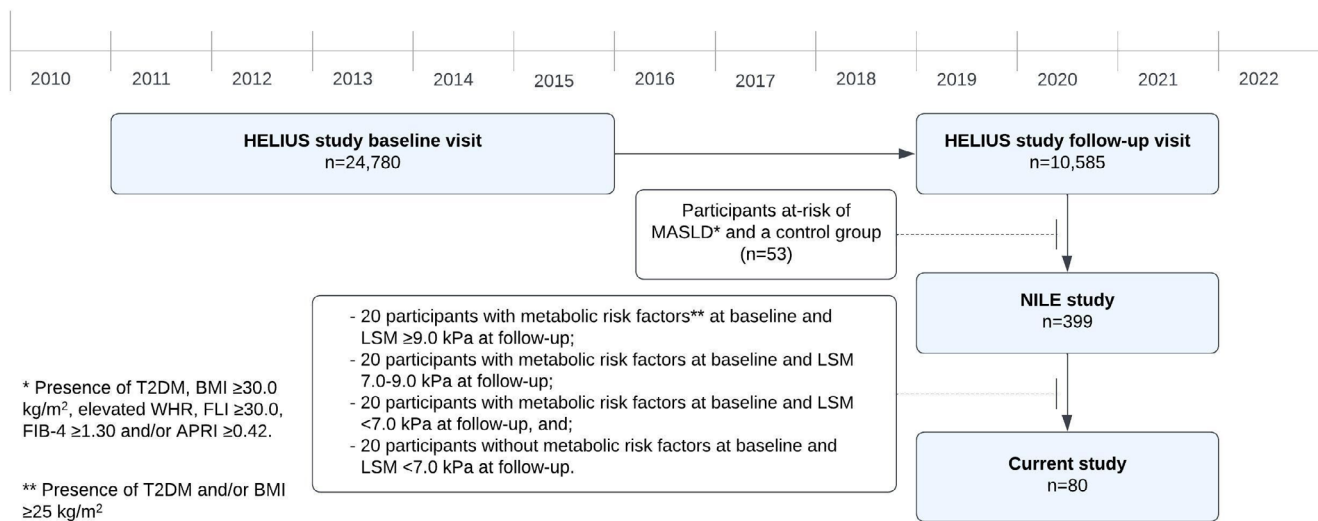 2010 2011 2012 2013 2014 2015 2016 2017 2018 2019 2020 2021 2022
HELIUS study baseline visit
n=24,780
HELIUS study follow-up visit
n=10,585
Participants at-risk of
MASLD* and a control group
(n=53)
NILE study
n=399
- 20 participants with metabolic risk factors** at baseline and
LSM ≥9.0 kPa at follow-up;
- 20 participants with metabolic risk factors at baseline and LSM
7.0-9.0 kPa at follow-up;
- 20 participants with metabolic risk factors at baseline and LSM
<7.0 kPa at follow-up, and;
- 20 participants without metabolic risk factors at baseline and
LSM <7.0 kPa at follow-up.
* Presence of T2DM, BMI ≥30.0
kg/m², elevated WHR, FLI ≥30.0,
FIB-4 ≥1.30 and/or APRI ≥0.42.
** Presence of T2DM and/or BMI
≥25 kg/m²
Current study
n=80